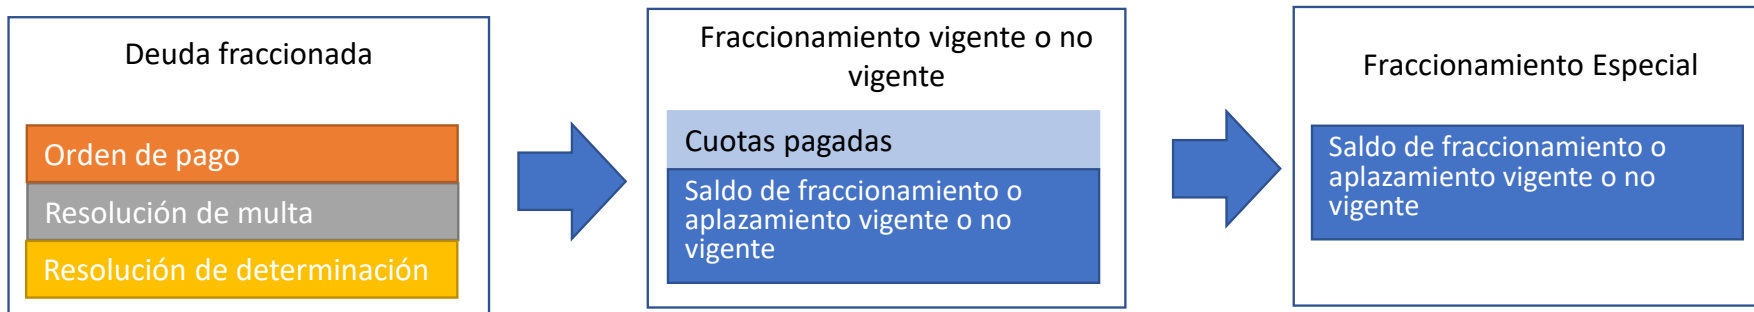 Deuda fraccionada
Orden de pago
Resolución de multa
Resolución de determinación
Fraccionamiento vigente o no
vigente
Cuotas pagadas
Saldo de fraccionamiento o
aplazamiento vigente o no
vigente
Fraccionamiento Especial
Saldo de fraccionamiento o
aplazamiento vigente o no
vigente